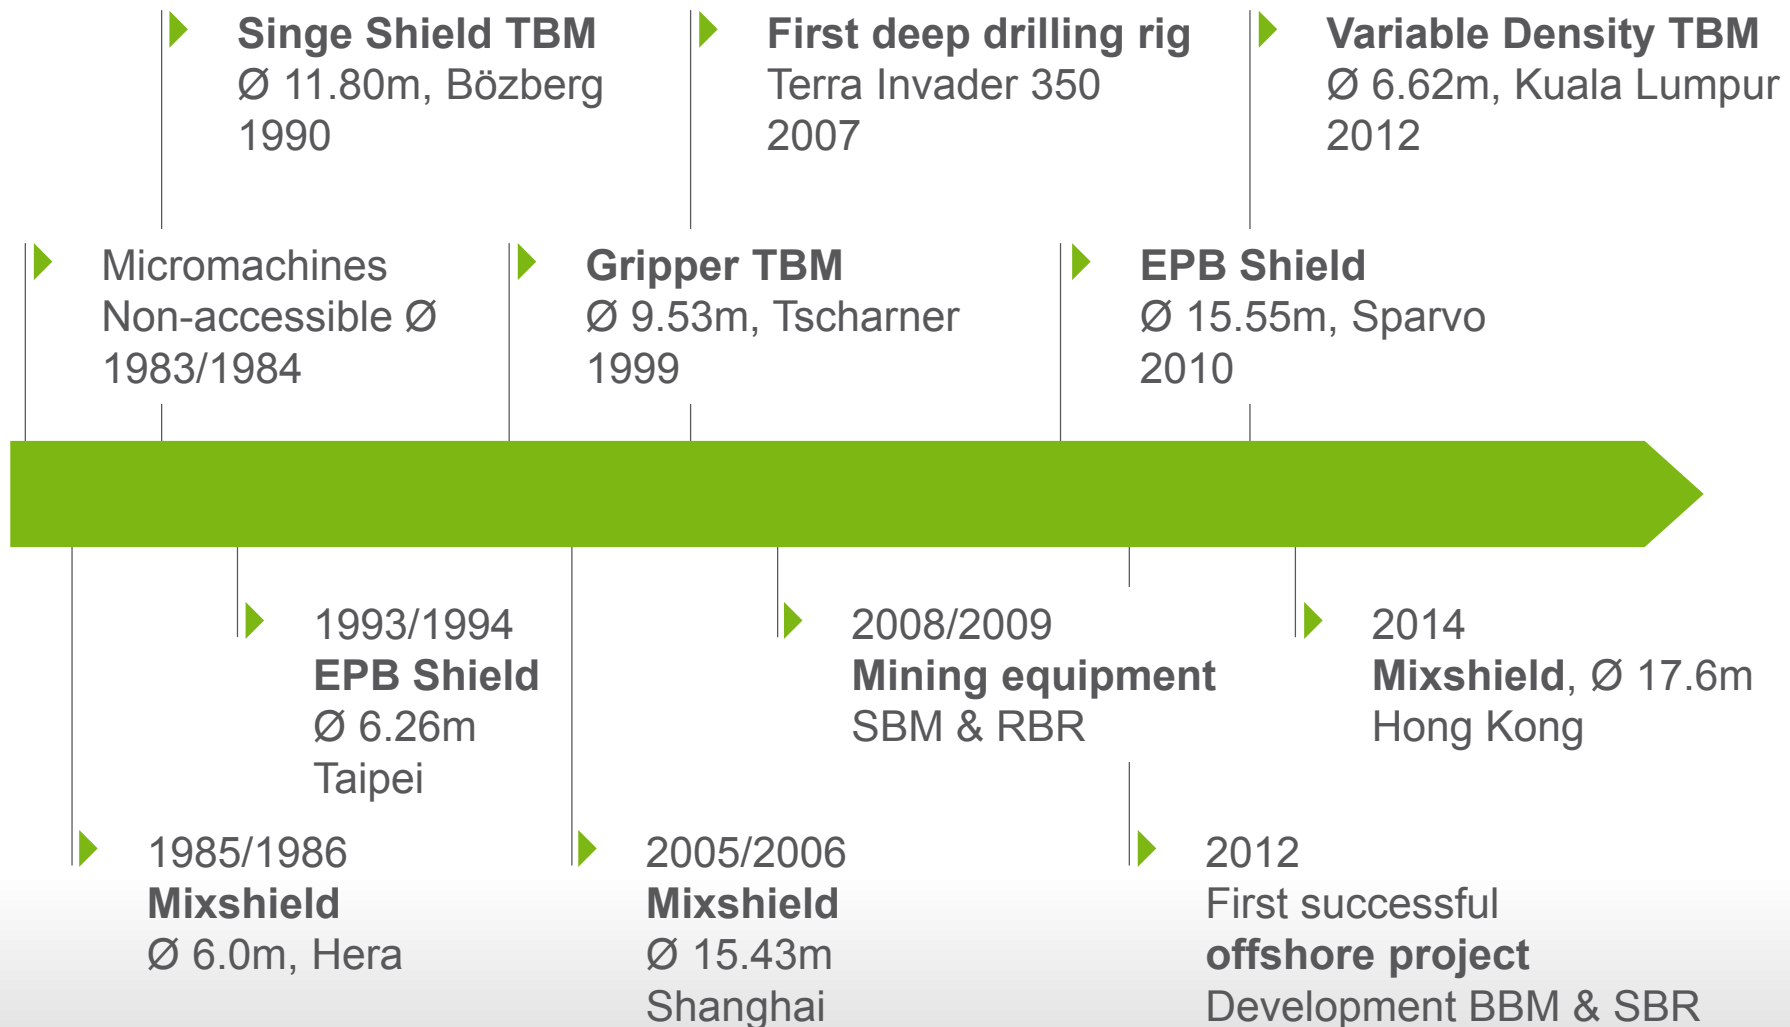 Singe Shield TBM
Ø 11.80m, Bözberg
1990
First deep drilling rig
Terra Invader 350
2007
Variable Density TBM
Ø 6.62m, Kuala Lumpur
2012
Micromachines
Non-accessible Ø
1983/1984
Gripper TBM
Ø 9.53m, Tscharner
1999
EPB Shield
Ø 15.55m, Sparvo
2010
1993/1994
EPB Shield
Ø 6.26m
Taipei
2008/2009
Mining equipment
SBM & RBR
2014
Mixshield, Ø 17.6m
Hong Kong
1985/1986
Mixshield
Ø 6.0m, Hera
2005/2006
Mixshield
Ø 15.43m
Shanghai
2012
First successful
offshore project
Development BBM & SBR